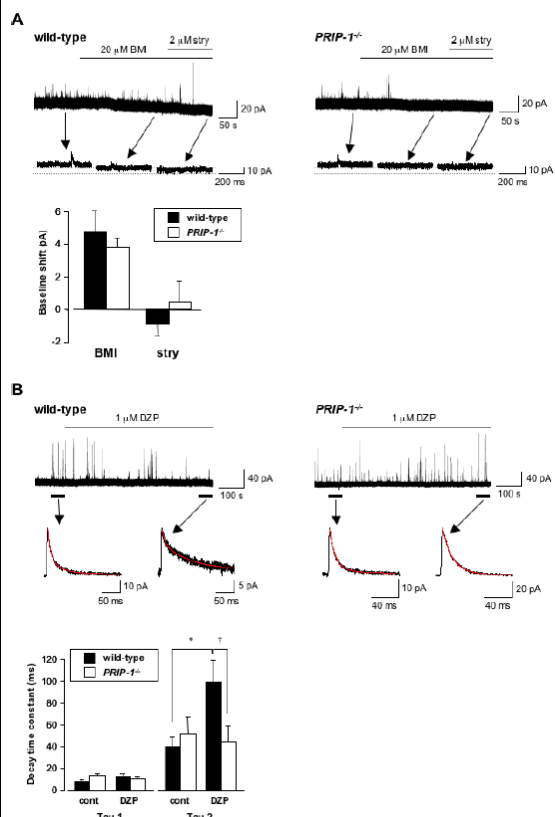 A
wild-type
PRIP-1-/-
2 μM stry
2 μM stry
20 μM BMI
20 μM BMI
20 pA
50 s
20 pA
50 s
10 pA
200 ms
10 pA
200 ms
Baseline shift (pA)
6
4
2
0
-2
wild-type
PRIP-1-/-
BMI
stry
B
wild-type
PRIP-1-/-
1 μM DZP
1 μM DZP
40 pA
100 s
40 pA
100 s
10 pA
50 ms
5 pA
50 ms
10 pA
40 ms
20 pA
40 ms
Decay time constant (ms)
120
100
80
60
40
20
0
wild-type
PRIP-1-/-
*
†
cont
DZP
cont
DZP
Tau 1
Tau 2